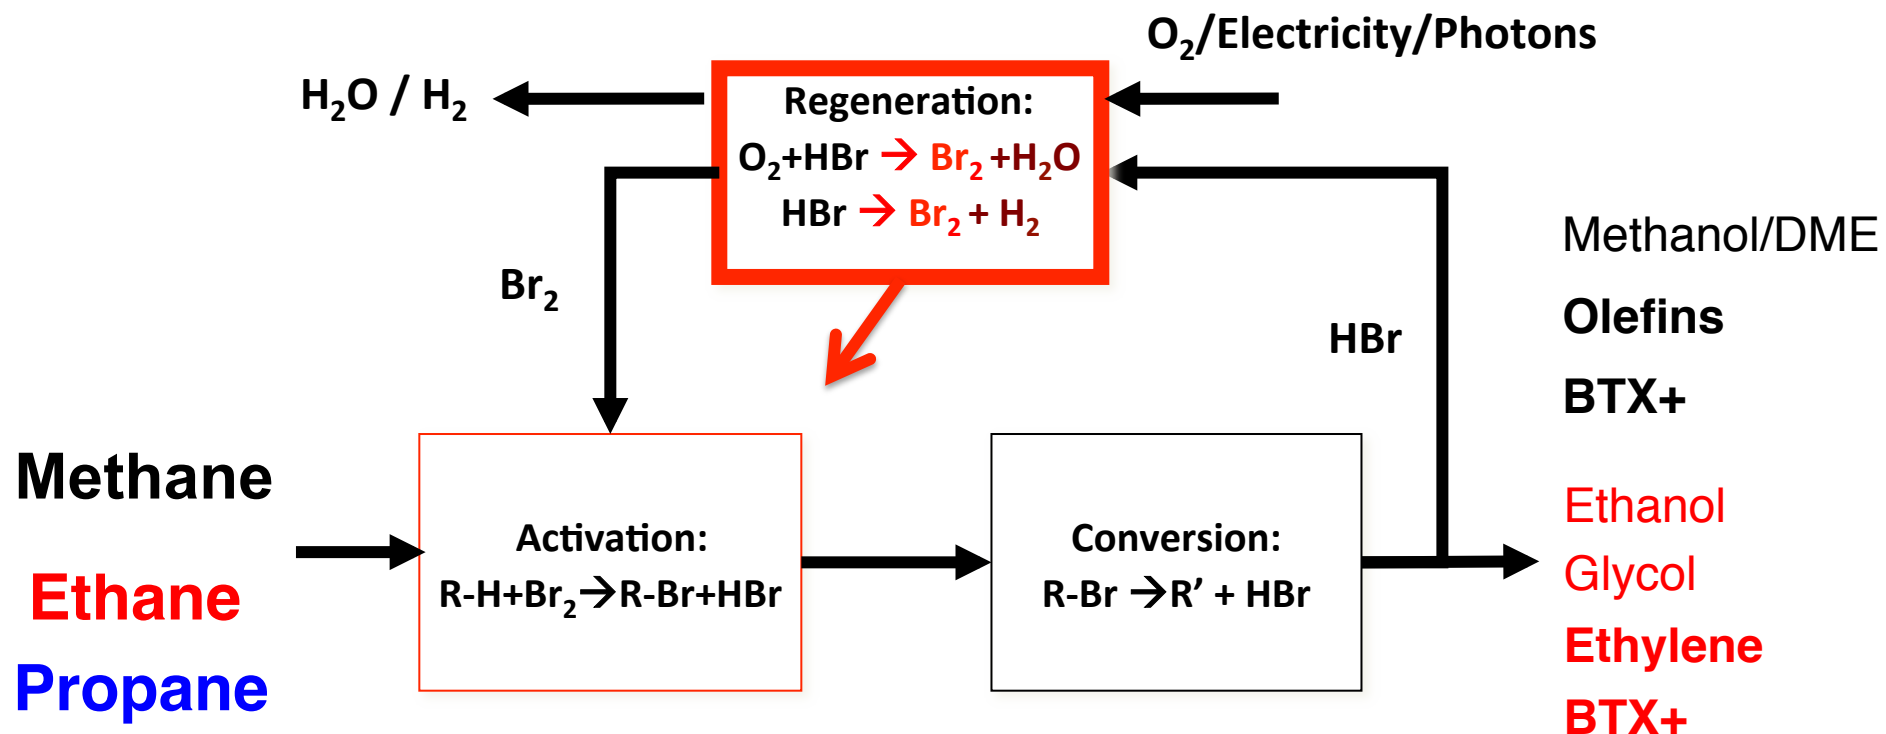 O₂/Electricity/Photons
H₂O / H₂
Regeneration:
O₂+HBr → Br₂ +H₂O
HBr → Br₂ + H₂
Br₂
HBr
Methane
Ethane
Propane
Activation:
R-H+Br₂→R-Br+HBr
Conversion:
R-Br →R’ + HBr
Methanol/DME
Olefins
BTX+
Ethanol
Glycol
Ethylene
BTX+